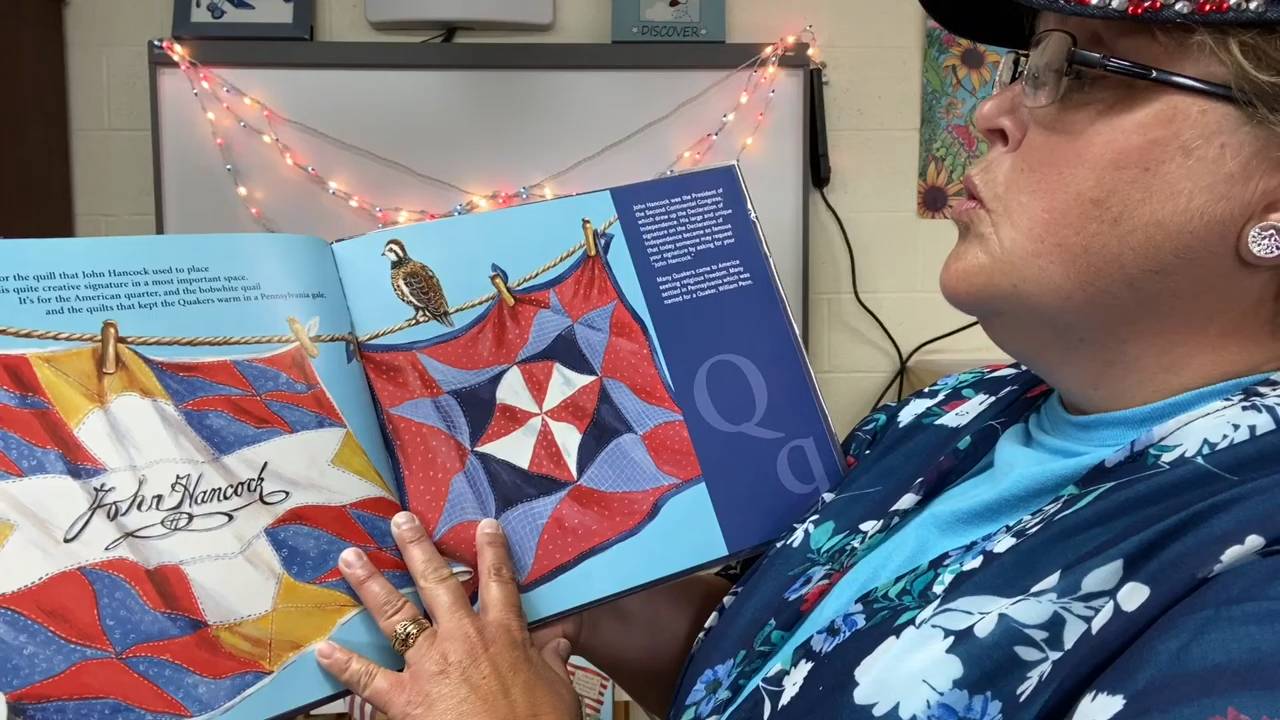 DISCOVER
or the quill that John Hancock used to place
is quite creative signature in a most important space.
It's for the American quarter, and the bobwhite quail
and the quilts that kept the Quakers warm in a Pennsylvania gale.
John Hancock
John Hancock was the President of
the Second Continental Congress,
which drew up the Declaration of
Independence. His large and unique
signature on the Declaration of
Independence became so famous
that today someone may request
your signature by asking for your
"John Hancock."
Many Quakers came to America
seeking religious freedom. Many
settled in Pennsylvania which was
named for a Quaker, William Penn.
Q
q